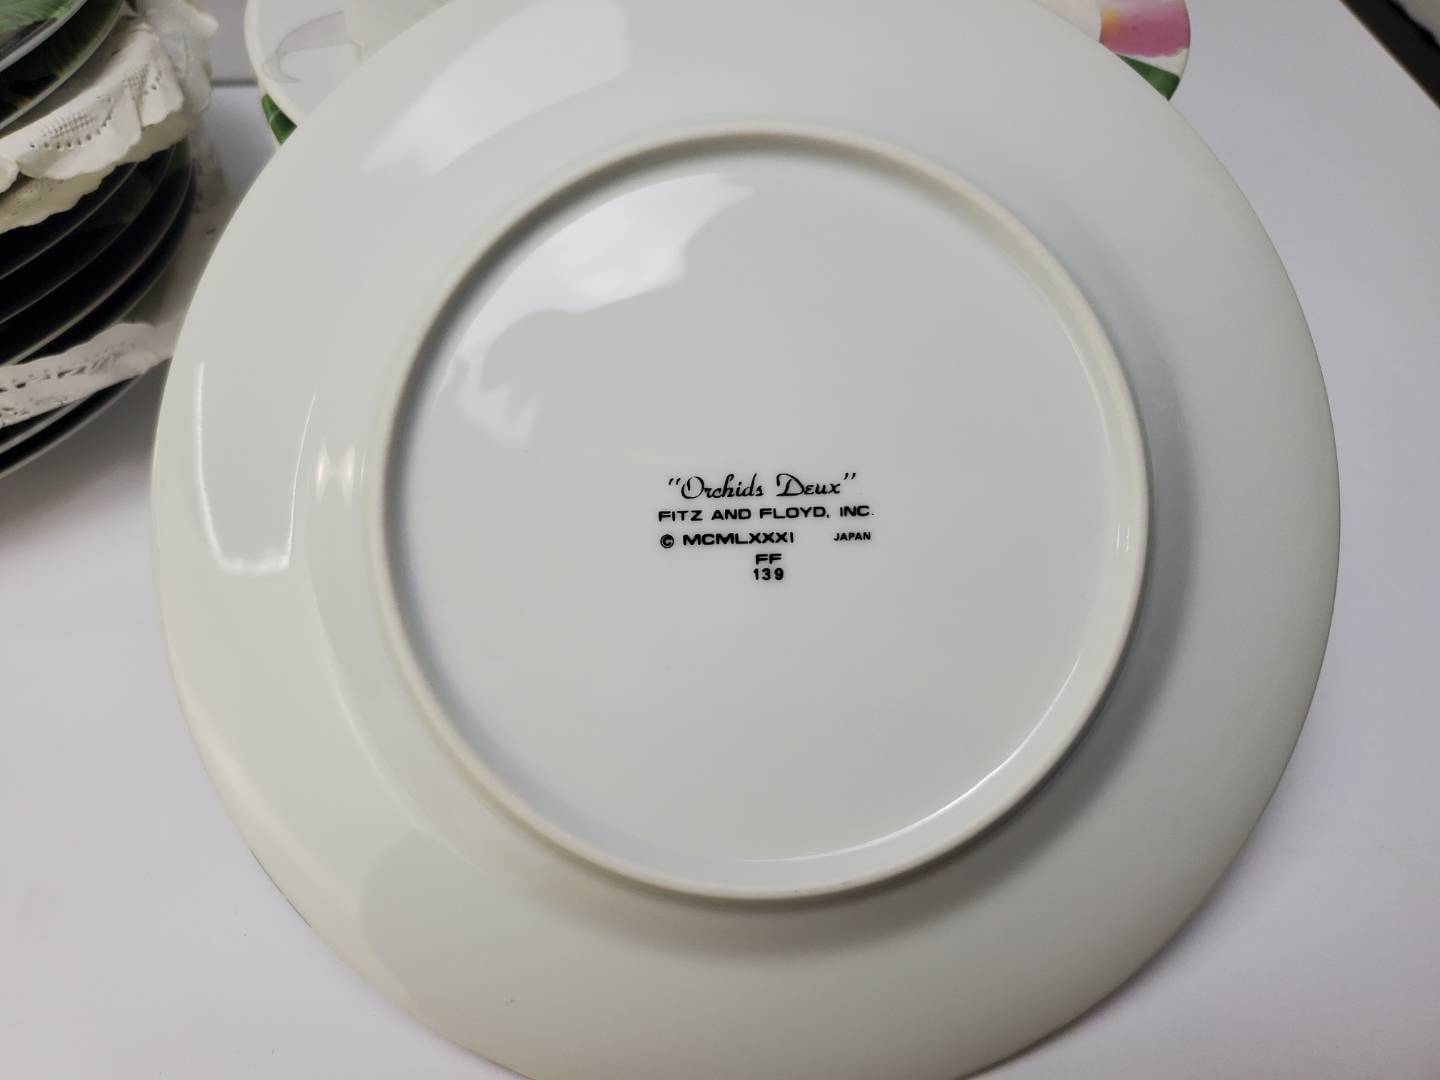 "Orchids Deux"
FITZ AND FLOYD, INC.
© MCMLXXXI JAPAN
FF
139